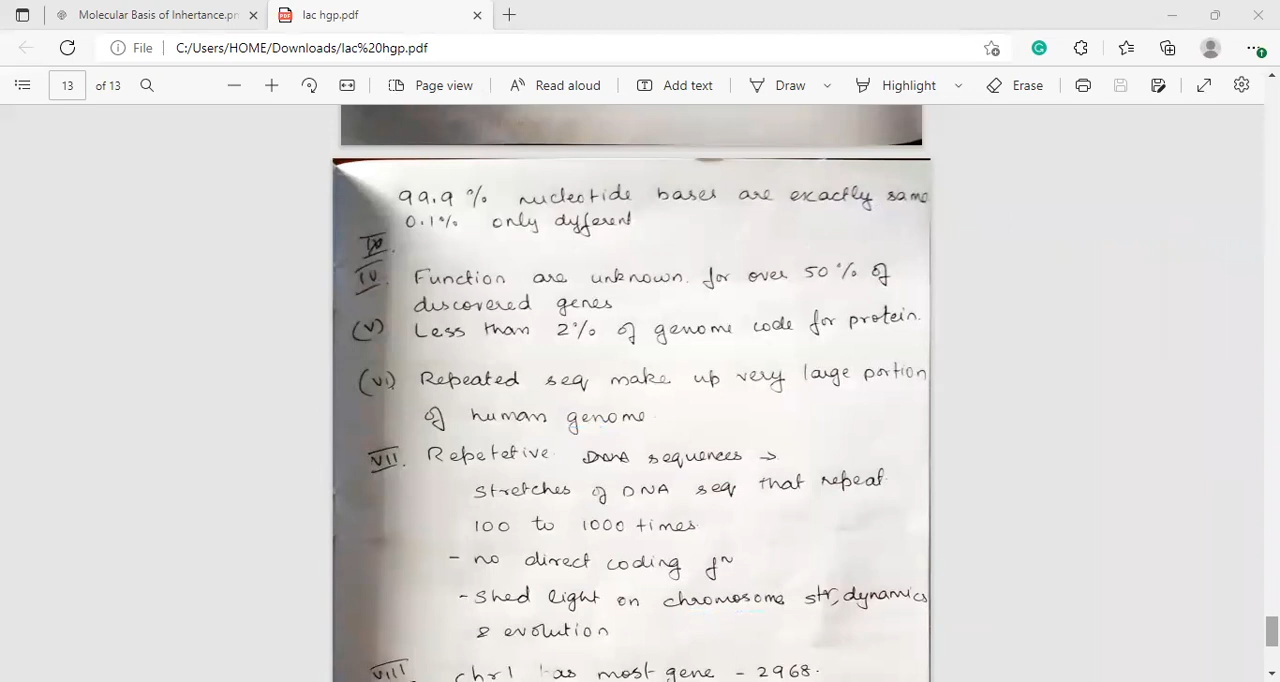 Molecular Basis of Inhertance.pr
lac hgp.pdf
File
C:/Users/HOME/Downloads/lac%20hgp.pdf
13 of 13
Page view
Read aloud
Add text
Draw
Highlight
Erase
99.9% nucleotide bases are exactly same
0.1% only different
IV.
Function are unknown for over 50% of
discovered genes
(V) Less than 2% of genome code for protein.
(VI) Repeated seq make up very large portion
of human genome.
VII. Repetetive DNA sequences →
Stretches of DNA seq that repeat
100 to 1000 times.
- no direct coding fn
- Shed light on chromosome str, dynamics
& evolution
VIII chr1 has most gene - 2968.